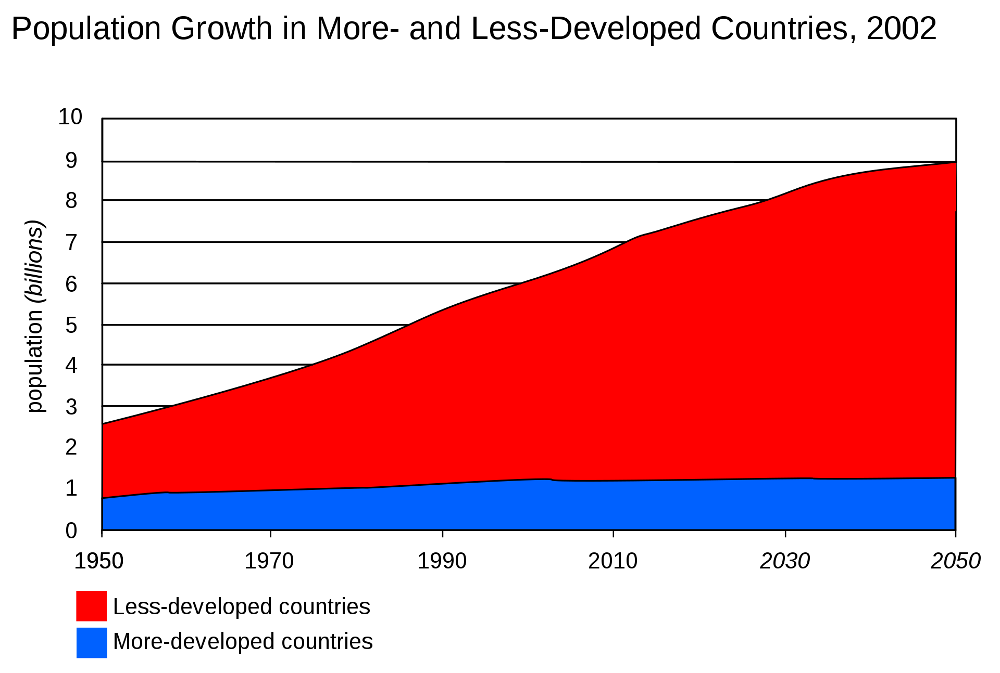 Population Growth in More- and Less-Developed Countries, 2002
population (billions)
10
9
8
7
6
5
4
3
2
1
0
1950 1970 1990 2010 2030 2050
Less-developed countries
More-developed countries